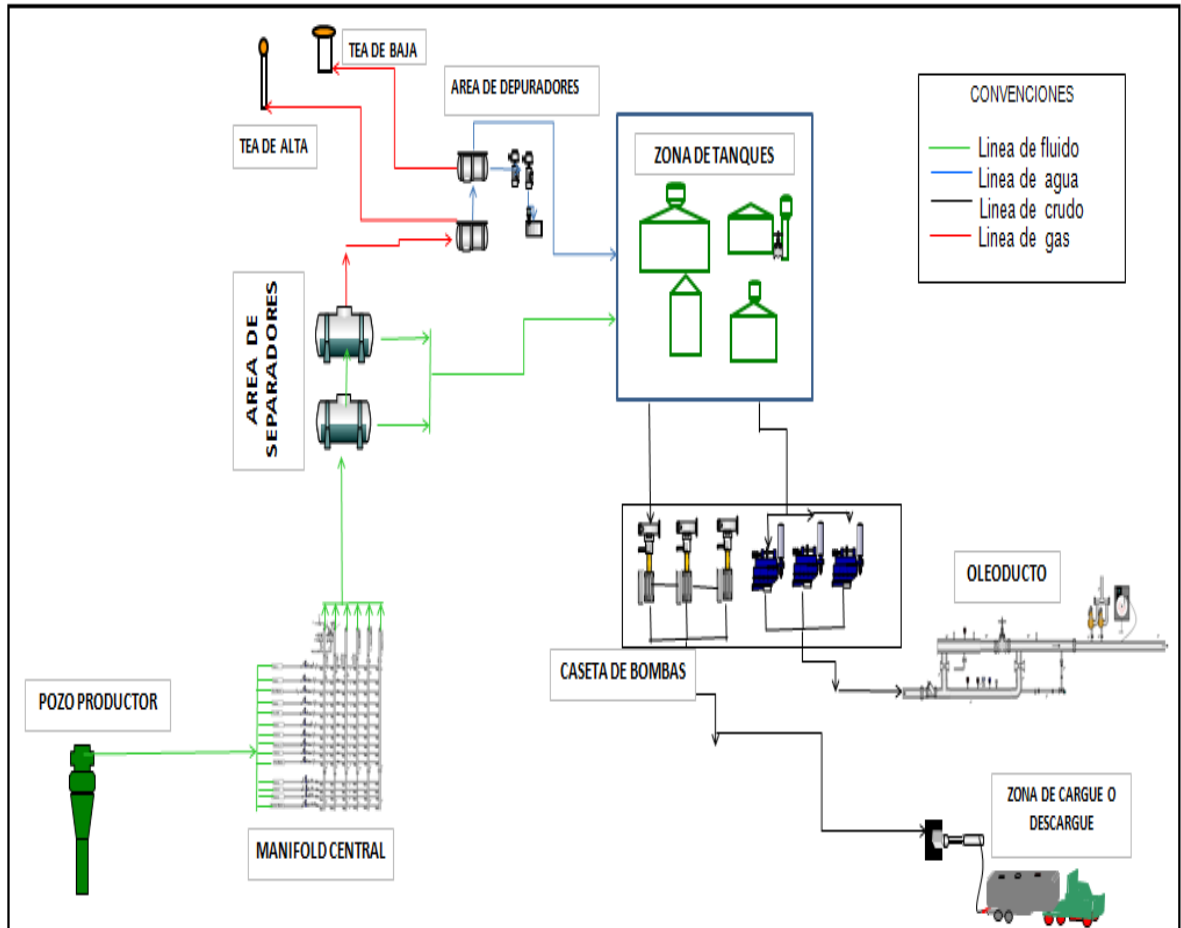 TEA DE BAJA
TEA DE ALTA
AREA DE DEPURADORES
ZONA DE TANQUES
CONVENCIONES
Linea de fluido
Linea de agua
Linea de crudo
Linea de gas
AREA DE
SEPARADORES
OLEODUCTO
CASETA DE BOMBAS
POZO PRODUCTOR
MANIFOLD CENTRAL
ZONA DE CARGUE O
DESCARGUE